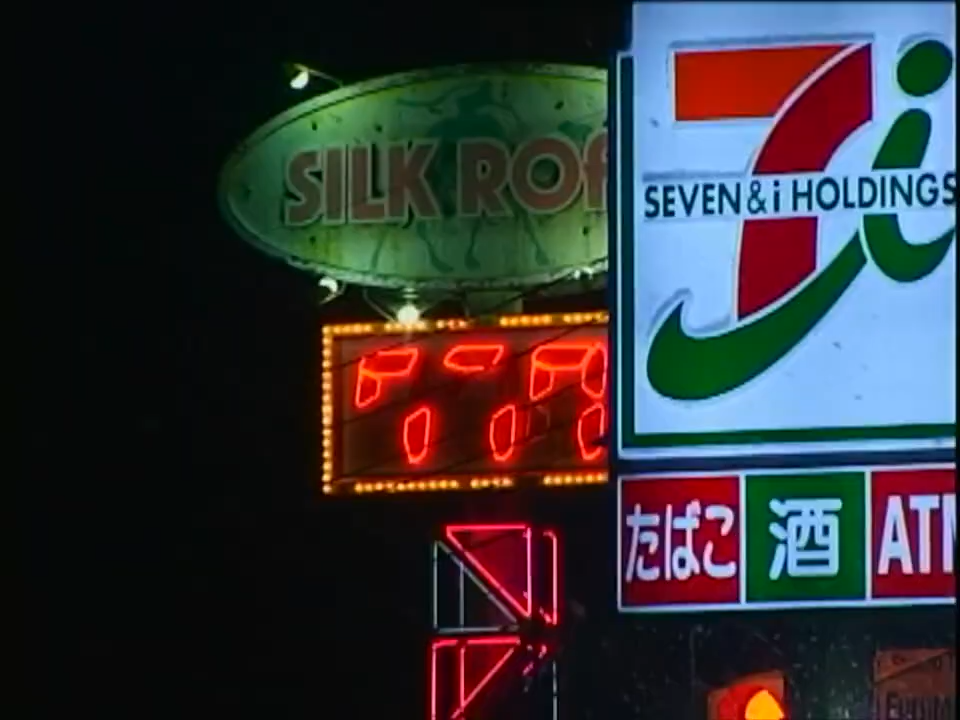 SILK ROA
SEVEN&i HOLDINGS
たばこ
酒
ATM